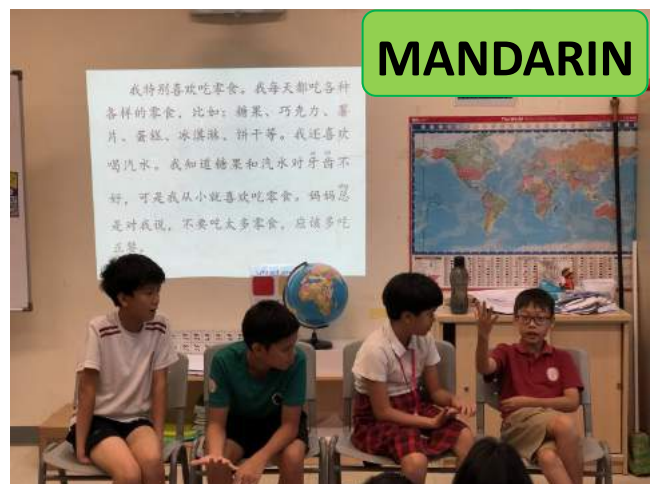 MANDARIN
我特别喜欢吃零食。我每天都吃各种
各样的零食，比如：糖果、巧克力、薯
片、蛋糕、冰淇淋、饼干等。我还喜欢
喝汽水。我知道糖果和汽水对牙齿不
好，可是我从小就喜欢吃零食。妈妈总
是对我说，不要吃太多零食，应该多吃
蔬菜。